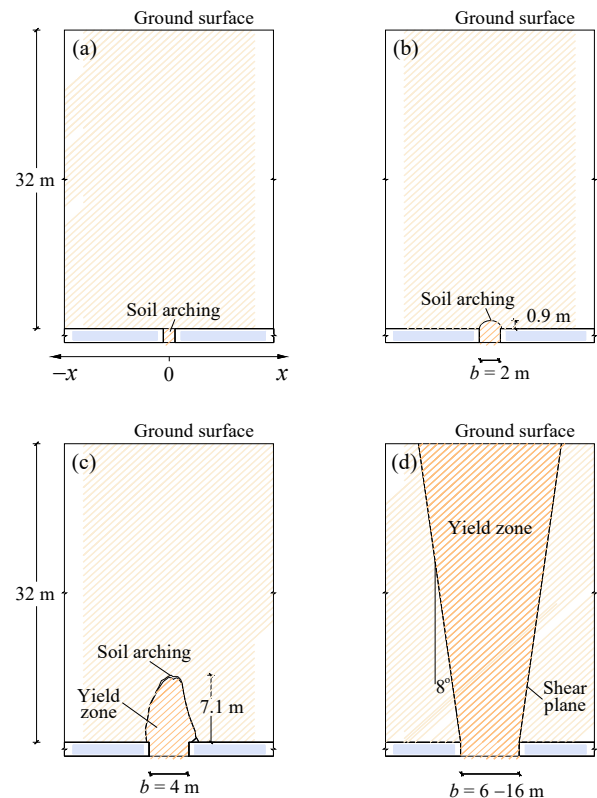 Ground surface
(a)
32 m
Soil arching
−x
0
x
Ground surface
(b)
Soil arching
0.9 m
b = 2 m
Ground surface
(c)
32 m
Soil arching
Yield
zone
7.1 m
b = 4 m
Ground surface
(d)
Yield zone
8°
Shear
plane
b = 6 –16 m